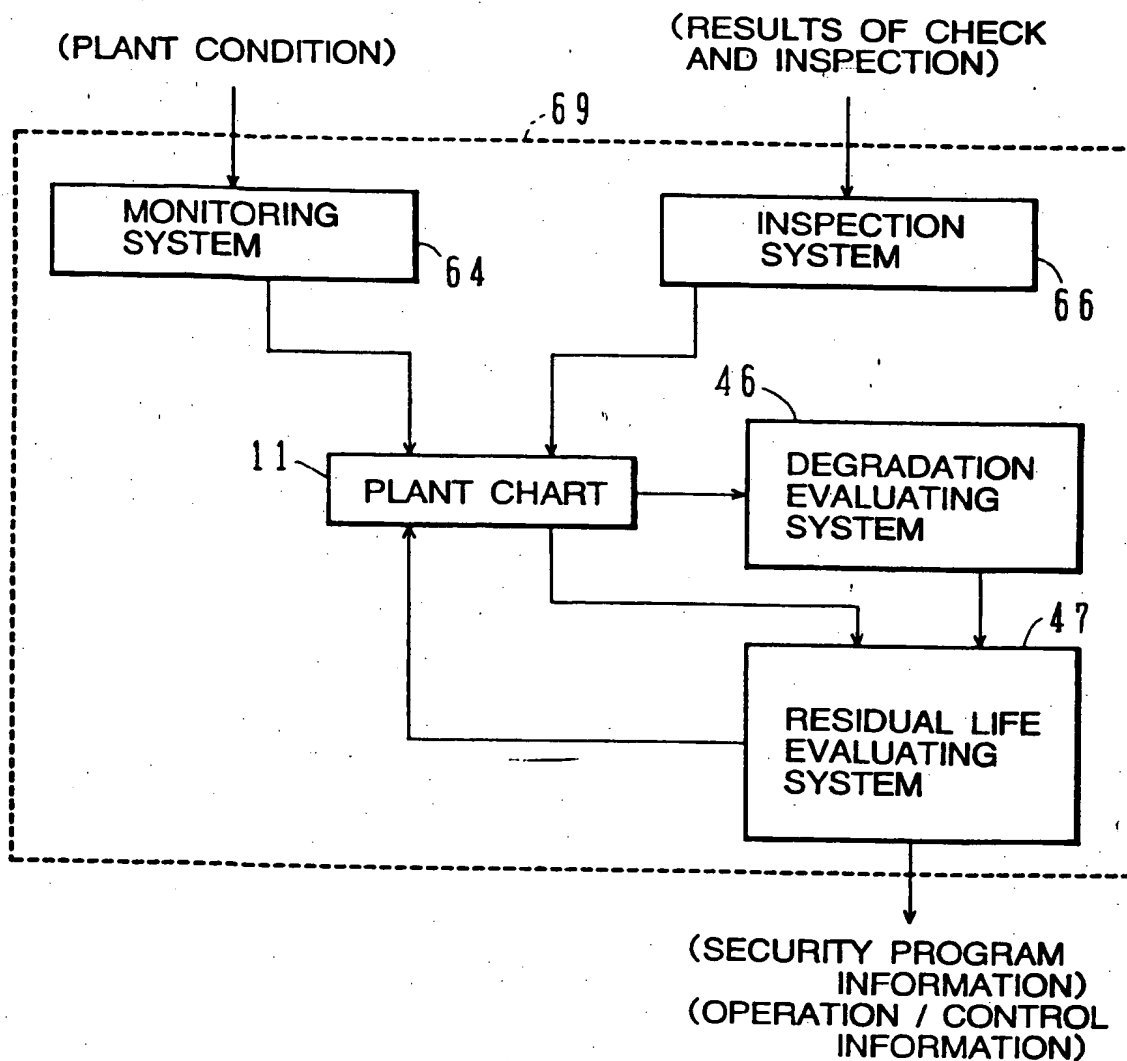 (PLANT CONDITION)
(RESULTS OF CHECK
AND INSPECTION)
69
MONITORING
SYSTEM
64
INSPECTION
SYSTEM
66
46
11
PLANT CHART
DEGRADATION
EVALUATING
SYSTEM
47
RESIDUAL LIFE
EVALUATING
SYSTEM
(SECURITY PROGRAM
INFORMATION)
(OPERATION / CONTROL
INFORMATION)